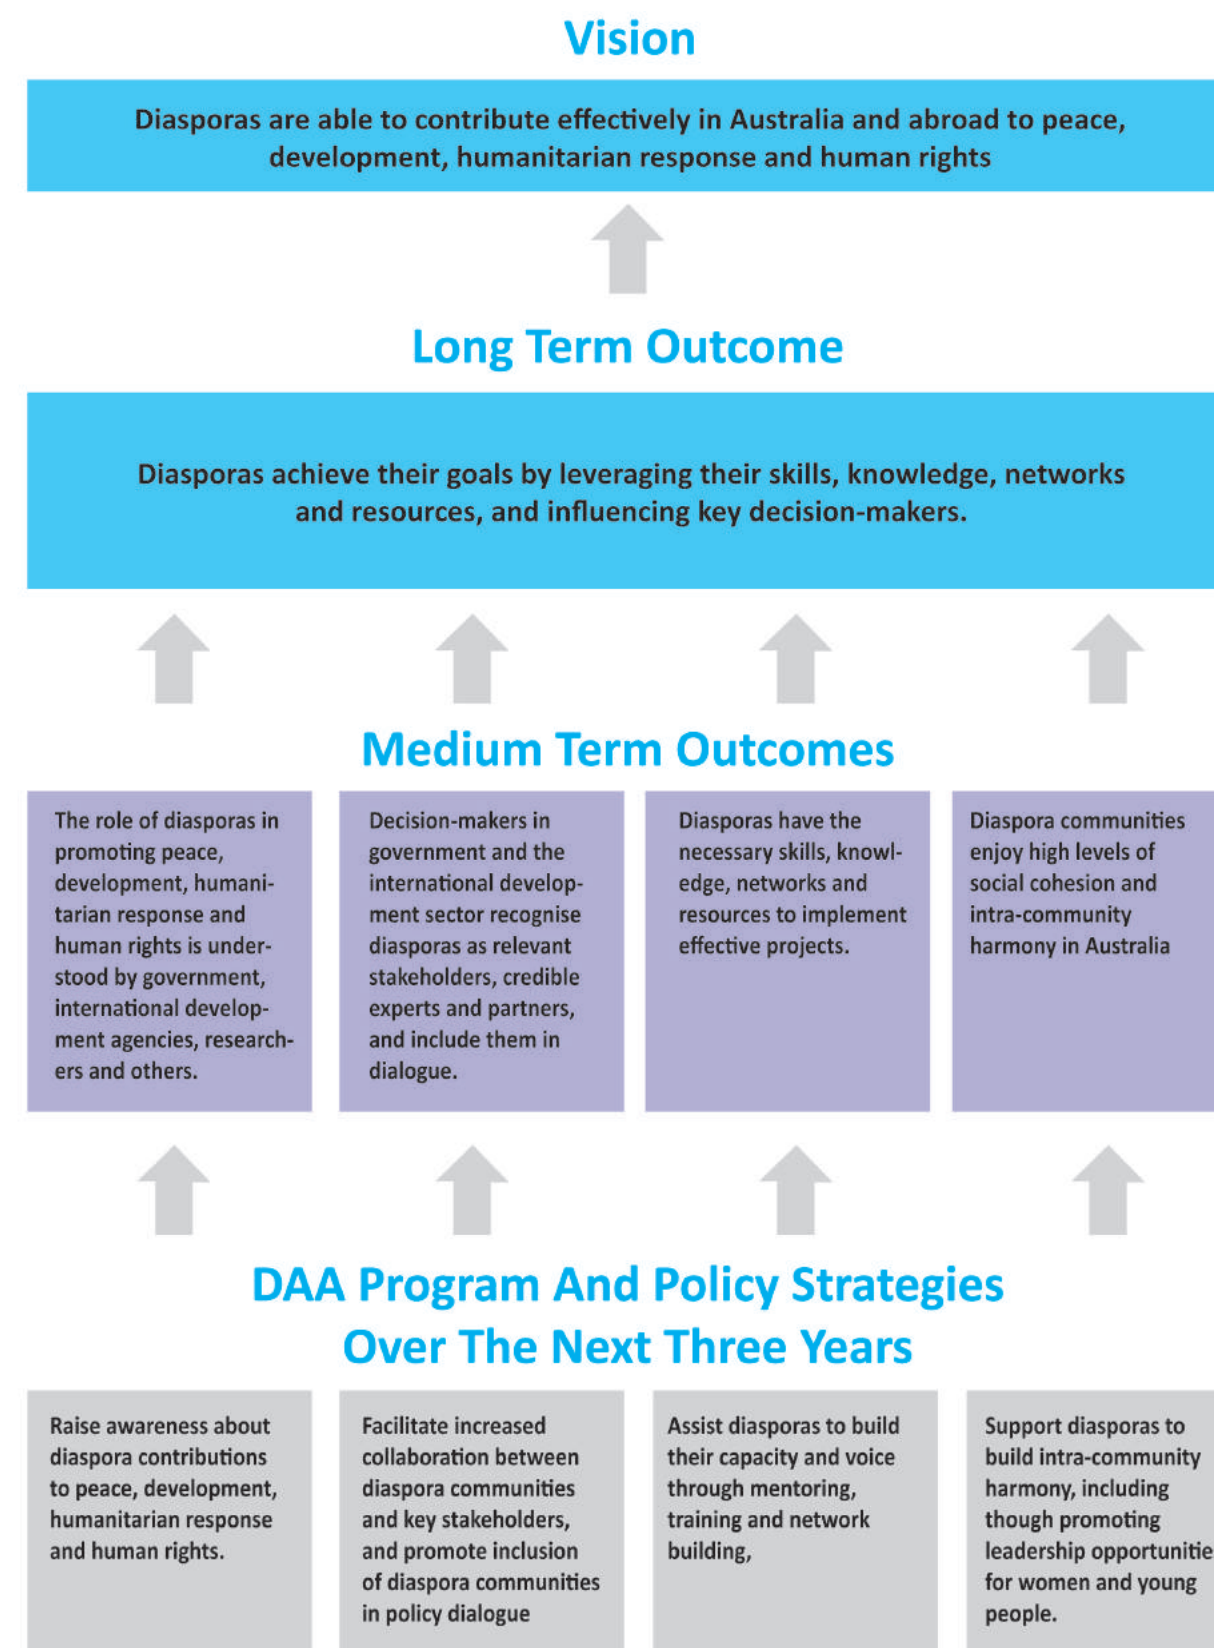 Vision
Diasporas are able to contribute effectively in Australia and abroad to peace,
development, humanitarian response and human rights
Long Term Outcome
Diasporas achieve their goals by leveraging their skills, knowledge, networks
and resources, and influencing key decision-makers.
Medium Term Outcomes
The role of diasporas in
promoting peace,
development, humani-
tarian response and
human rights is under-
stood by government,
international develop-
ment agencies, research-
ers and others.
Decision-makers in
government and the
international develop-
ment sector recognise
diasporas as relevant
stakeholders, credible
experts and partners,
and include them in
dialogue.
Diasporas have the
necessary skills, knowl-
edge, networks and
resources to implement
effective projects.
Diaspora communities
enjoy high levels of
social cohesion and
intra-community
harmony in Australia
DAA Program And Policy Strategies
Over The Next Three Years
Raise awareness about
diaspora contributions
to peace, development,
humanitarian response
and human rights.
Facilitate increased
collaboration between
diaspora communities
and key stakeholders,
and promote inclusion
of diaspora communities
in policy dialogue
Assist diasporas to build
their capacity and voice
through mentoring,
training and network
building,
Support diasporas to
build intra-community
harmony, including
though promoting
leadership opportunitie
for women and young
people.